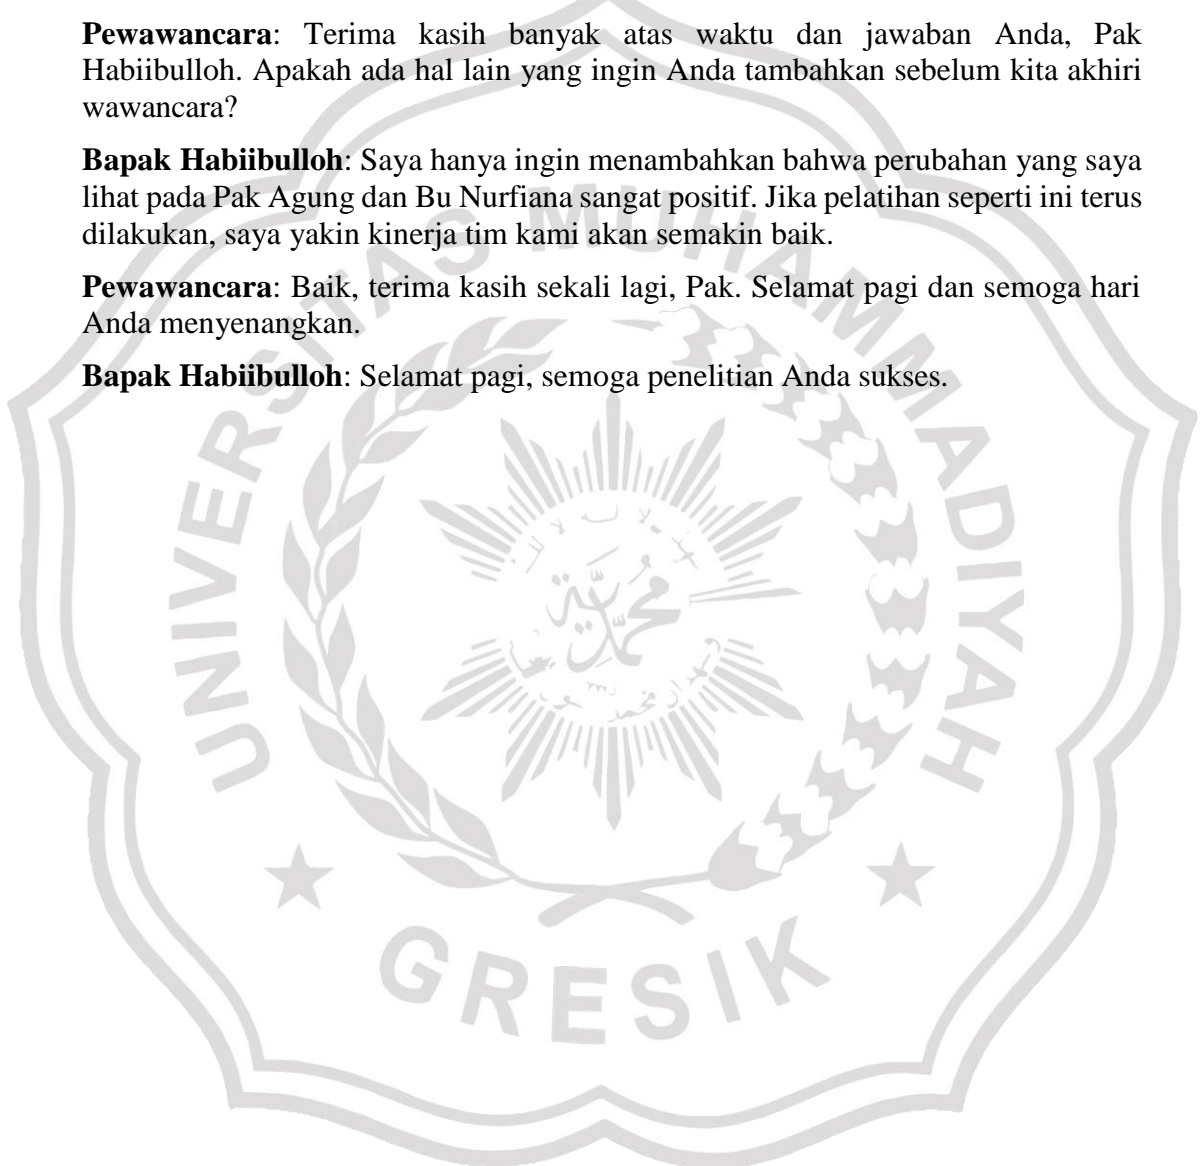 Pewawancara: Terima kasih banyak atas waktu dan jawaban Anda, Pak
Habiibulloh. Apakah ada hal lain yang ingin Anda tambahkan sebelum kita akhiri
wawancara?
Bapak Habiibulloh: Saya hanya ingin menambahkan bahwa perubahan yang saya
lihat pada Pak Agung dan Bu Nurfiana sangat positif. Jika pelatihan seperti ini terus
dilakukan, saya yakin kinerja tim kami akan semakin baik.
Pewawancara: Baik, terima kasih sekali lagi, Pak. Selamat pagi dan semoga hari
Anda menyenangkan.
Bapak Habiibulloh: Selamat pagi, semoga penelitian Anda sukses.
UNIVERSITAS MUHAMMADIYAH
محمدية
GRESIK